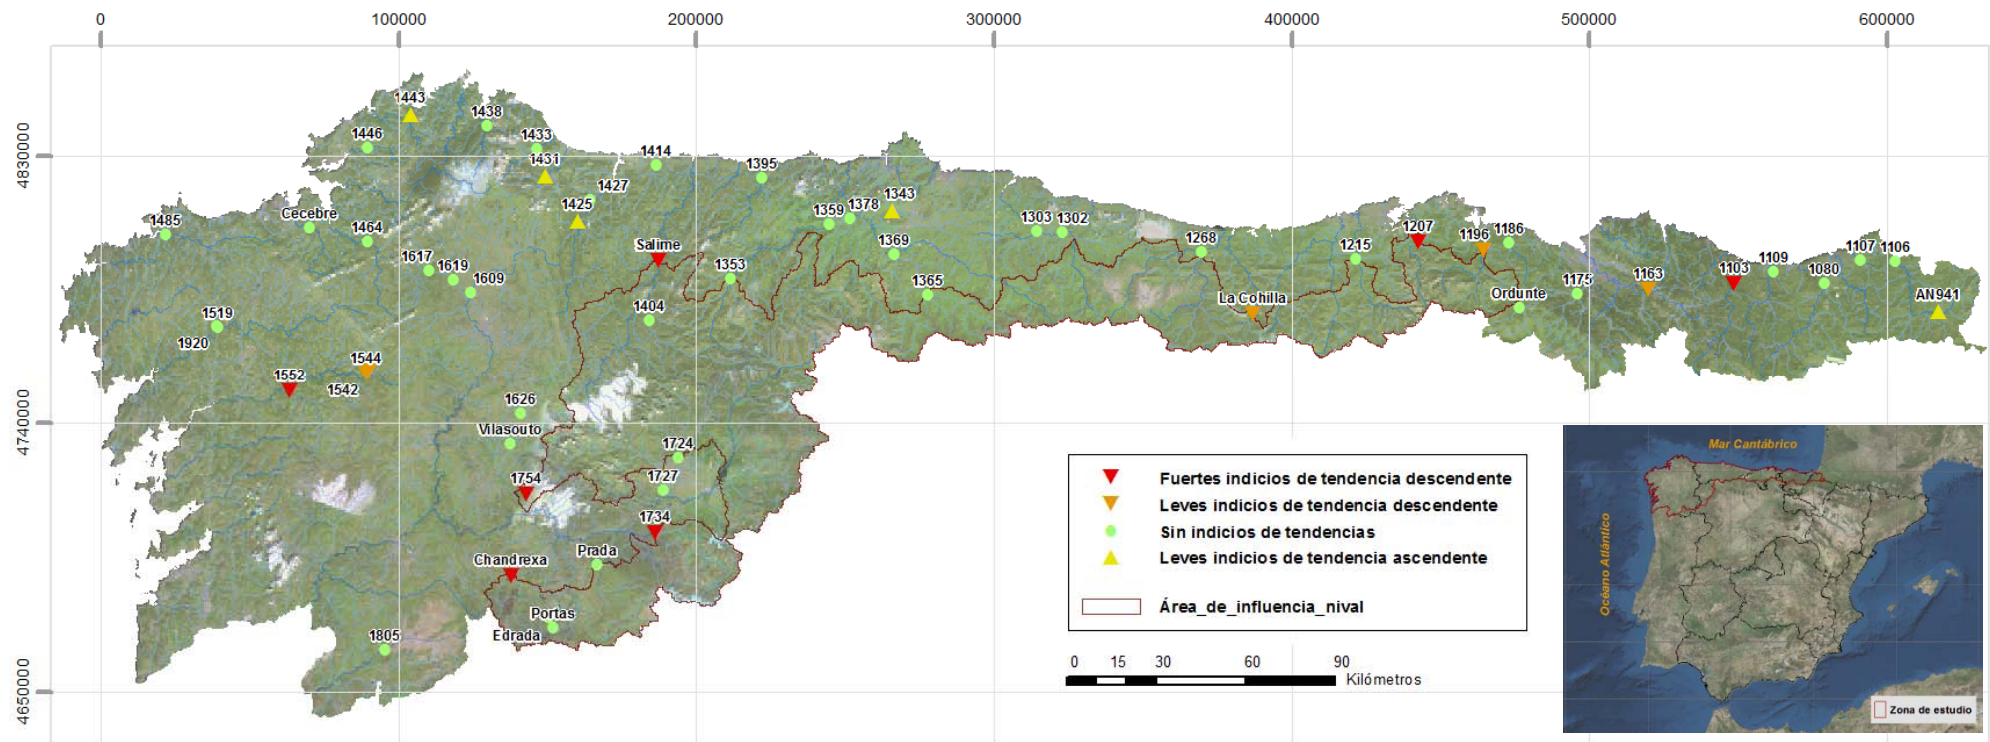 0 100000 200000 300000 400000 500000 600000
4830000
4740000
4650000
1443
1438
1446
1433
1431
1414
1395
1427
1425
1485
Cecebre
1464
1359
1378
1343
1303
1302
1207
1196
1186
1617
1619
1609
Salime
1353
1369
1365
1268
1215
1175
1163
1103
1109
1080
1107
1106
AN941
La Cohilla
Ordunte
1404
1519
1920
1544
1552
1542
1626
Vilasouto
1724
1727
1754
1734
Chandrexa
Prada
Portas
Edrada
1805
Fuertes indicios de tendencia descendente
Leves indicios de tendencia descendente
Sin indicios de tendencias
Leves indicios de tendencia ascendente
Área_de_influencia_nival
0 15 30 60 90
Kilómetros
Mar Cantábrico
Océano Atlántico
Zona de estudio